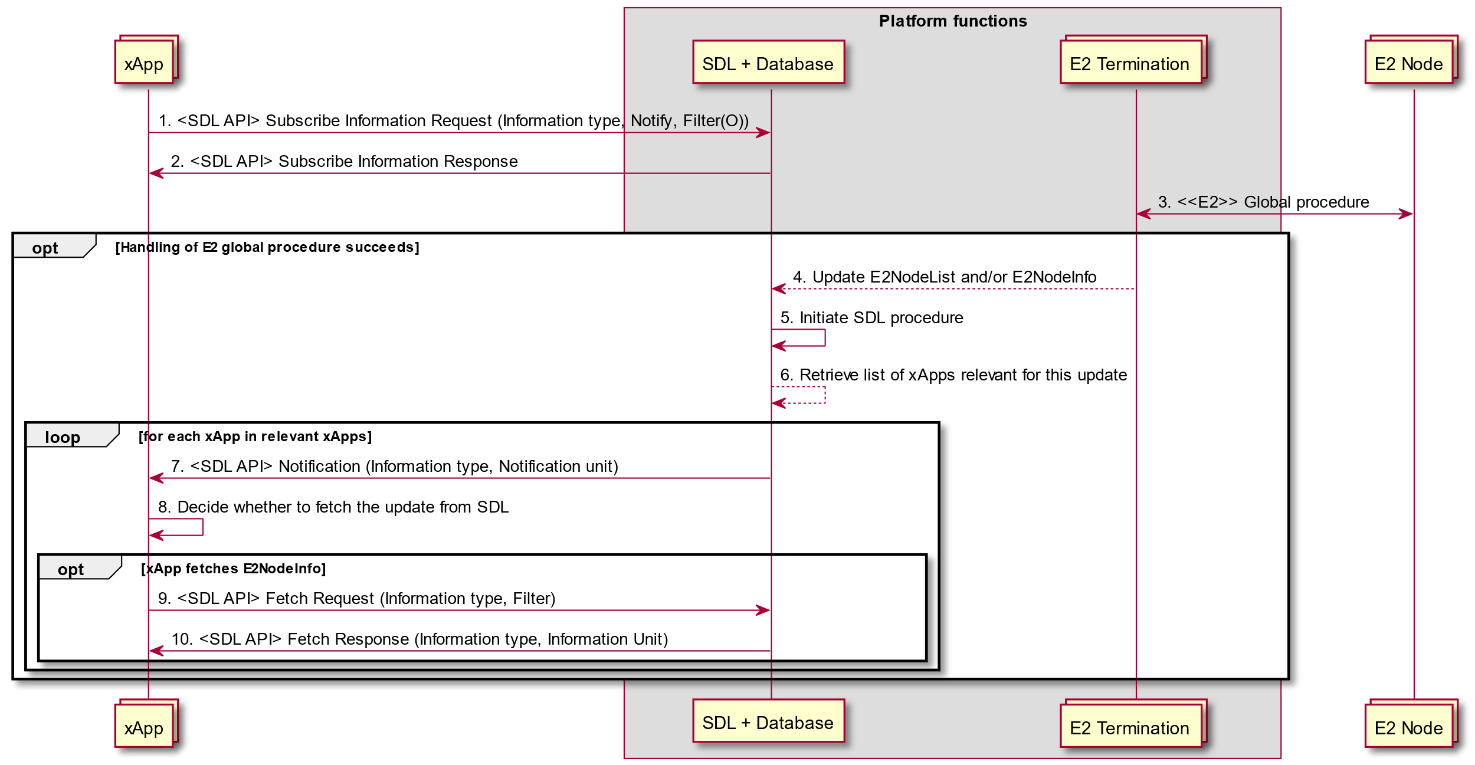 Platform functions
xApp
SDL + Database
E2 Termination
E2 Node
1. <SDL API> Subscribe Information Request (Information type, Notify, Filter(O))
2. <SDL API> Subscribe Information Response
3. <<E2>> Global procedure
opt
[Handling of E2 global procedure succeeds]
4. Update E2NodeList and/or E2NodeInfo
5. Initiate SDL procedure
6. Retrieve list of xApps relevant for this update
loop
[for each xApp in relevant xApps]
7. <SDL API> Notification (Information type, Notification unit)
8. Decide whether to fetch the update from SDL
opt
[xApp fetches E2NodeInfo]
9. <SDL API> Fetch Request (Information type, Filter)
10. <SDL API> Fetch Response (Information type, Information Unit)
xApp
SDL + Database
E2 Termination
E2 Node